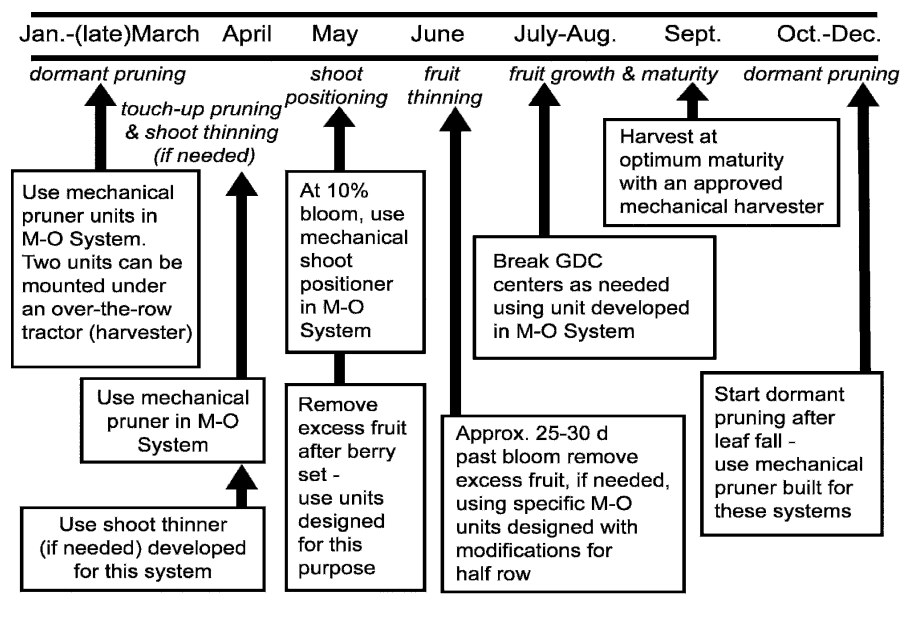 Jan.-(late)March April May June July-Aug. Sept. Oct.-Dec.
dormant pruning
touch-up pruning
& shoot thinning
(if needed)
shoot
positioning
fruit
thinning
fruit growth & maturity
dormant pruning
Use mechanical
pruner units in
M-O System.
Two units can be
mounted under
an over-the-row
tractor (harvester)
Use mechanical
pruner in M-O
System
Use shoot thinner
(if needed) developed
for this system
At 10%
bloom, use
mechanical
shoot
positioner
in M-O
System
Remove
excess fruit
after berry
set -
use units
designed
for this
purpose
Approx. 25-30 d
past bloom remove
excess fruit, if needed,
using specific M-O
units designed with
modifications for
half row
Break GDC
centers as needed
using unit developed
in M-O System
Harvest at
optimum maturity
with an approved
mechanical harvester
Start dormant
pruning after
leaf fall -
use mechanical
pruner built for
these systems